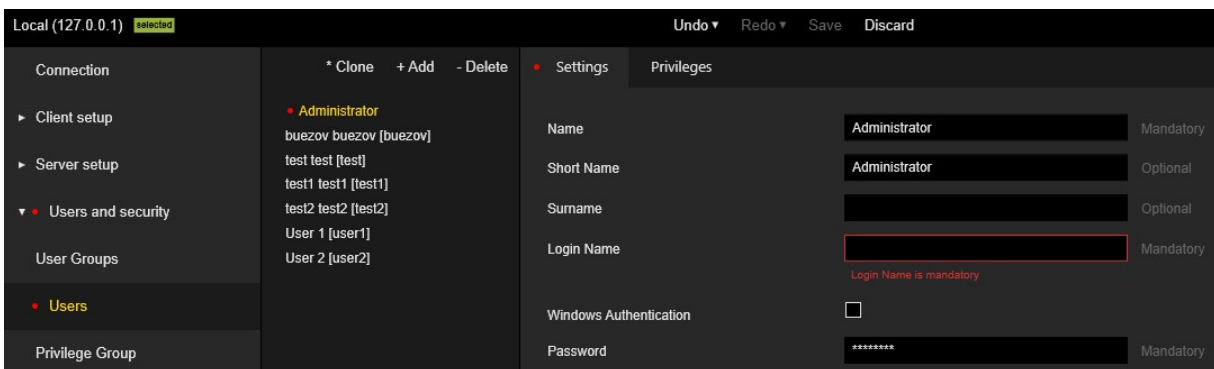 Local (127.0.0.1) selected
Undo ▾ Redo ▾ Save Discard
Connection
Client setup
Server setup
Users and security
User Groups
Users
Privilege Group
* Clone + Add - Delete
Administrator
buezov buezov [buezov]
test test [test]
test1 test1 [test1]
test2 test2 [test2]
User 1 [user1]
User 2 [user2]
Settings Privileges
Name Administrator Mandatory
Short Name Administrator Optional
Surname Optional
Login Name Mandatory
Login Name is mandatory
Windows Authentication
Password ******** Mandatory